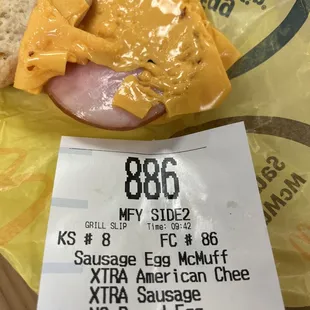 886
MFY SIDE2
GRILL SLIP Time: 09:42
KS # 8 FC # 86
Sausage Egg McMuff
XTRA American Chee
XTRA Sausage
Egg